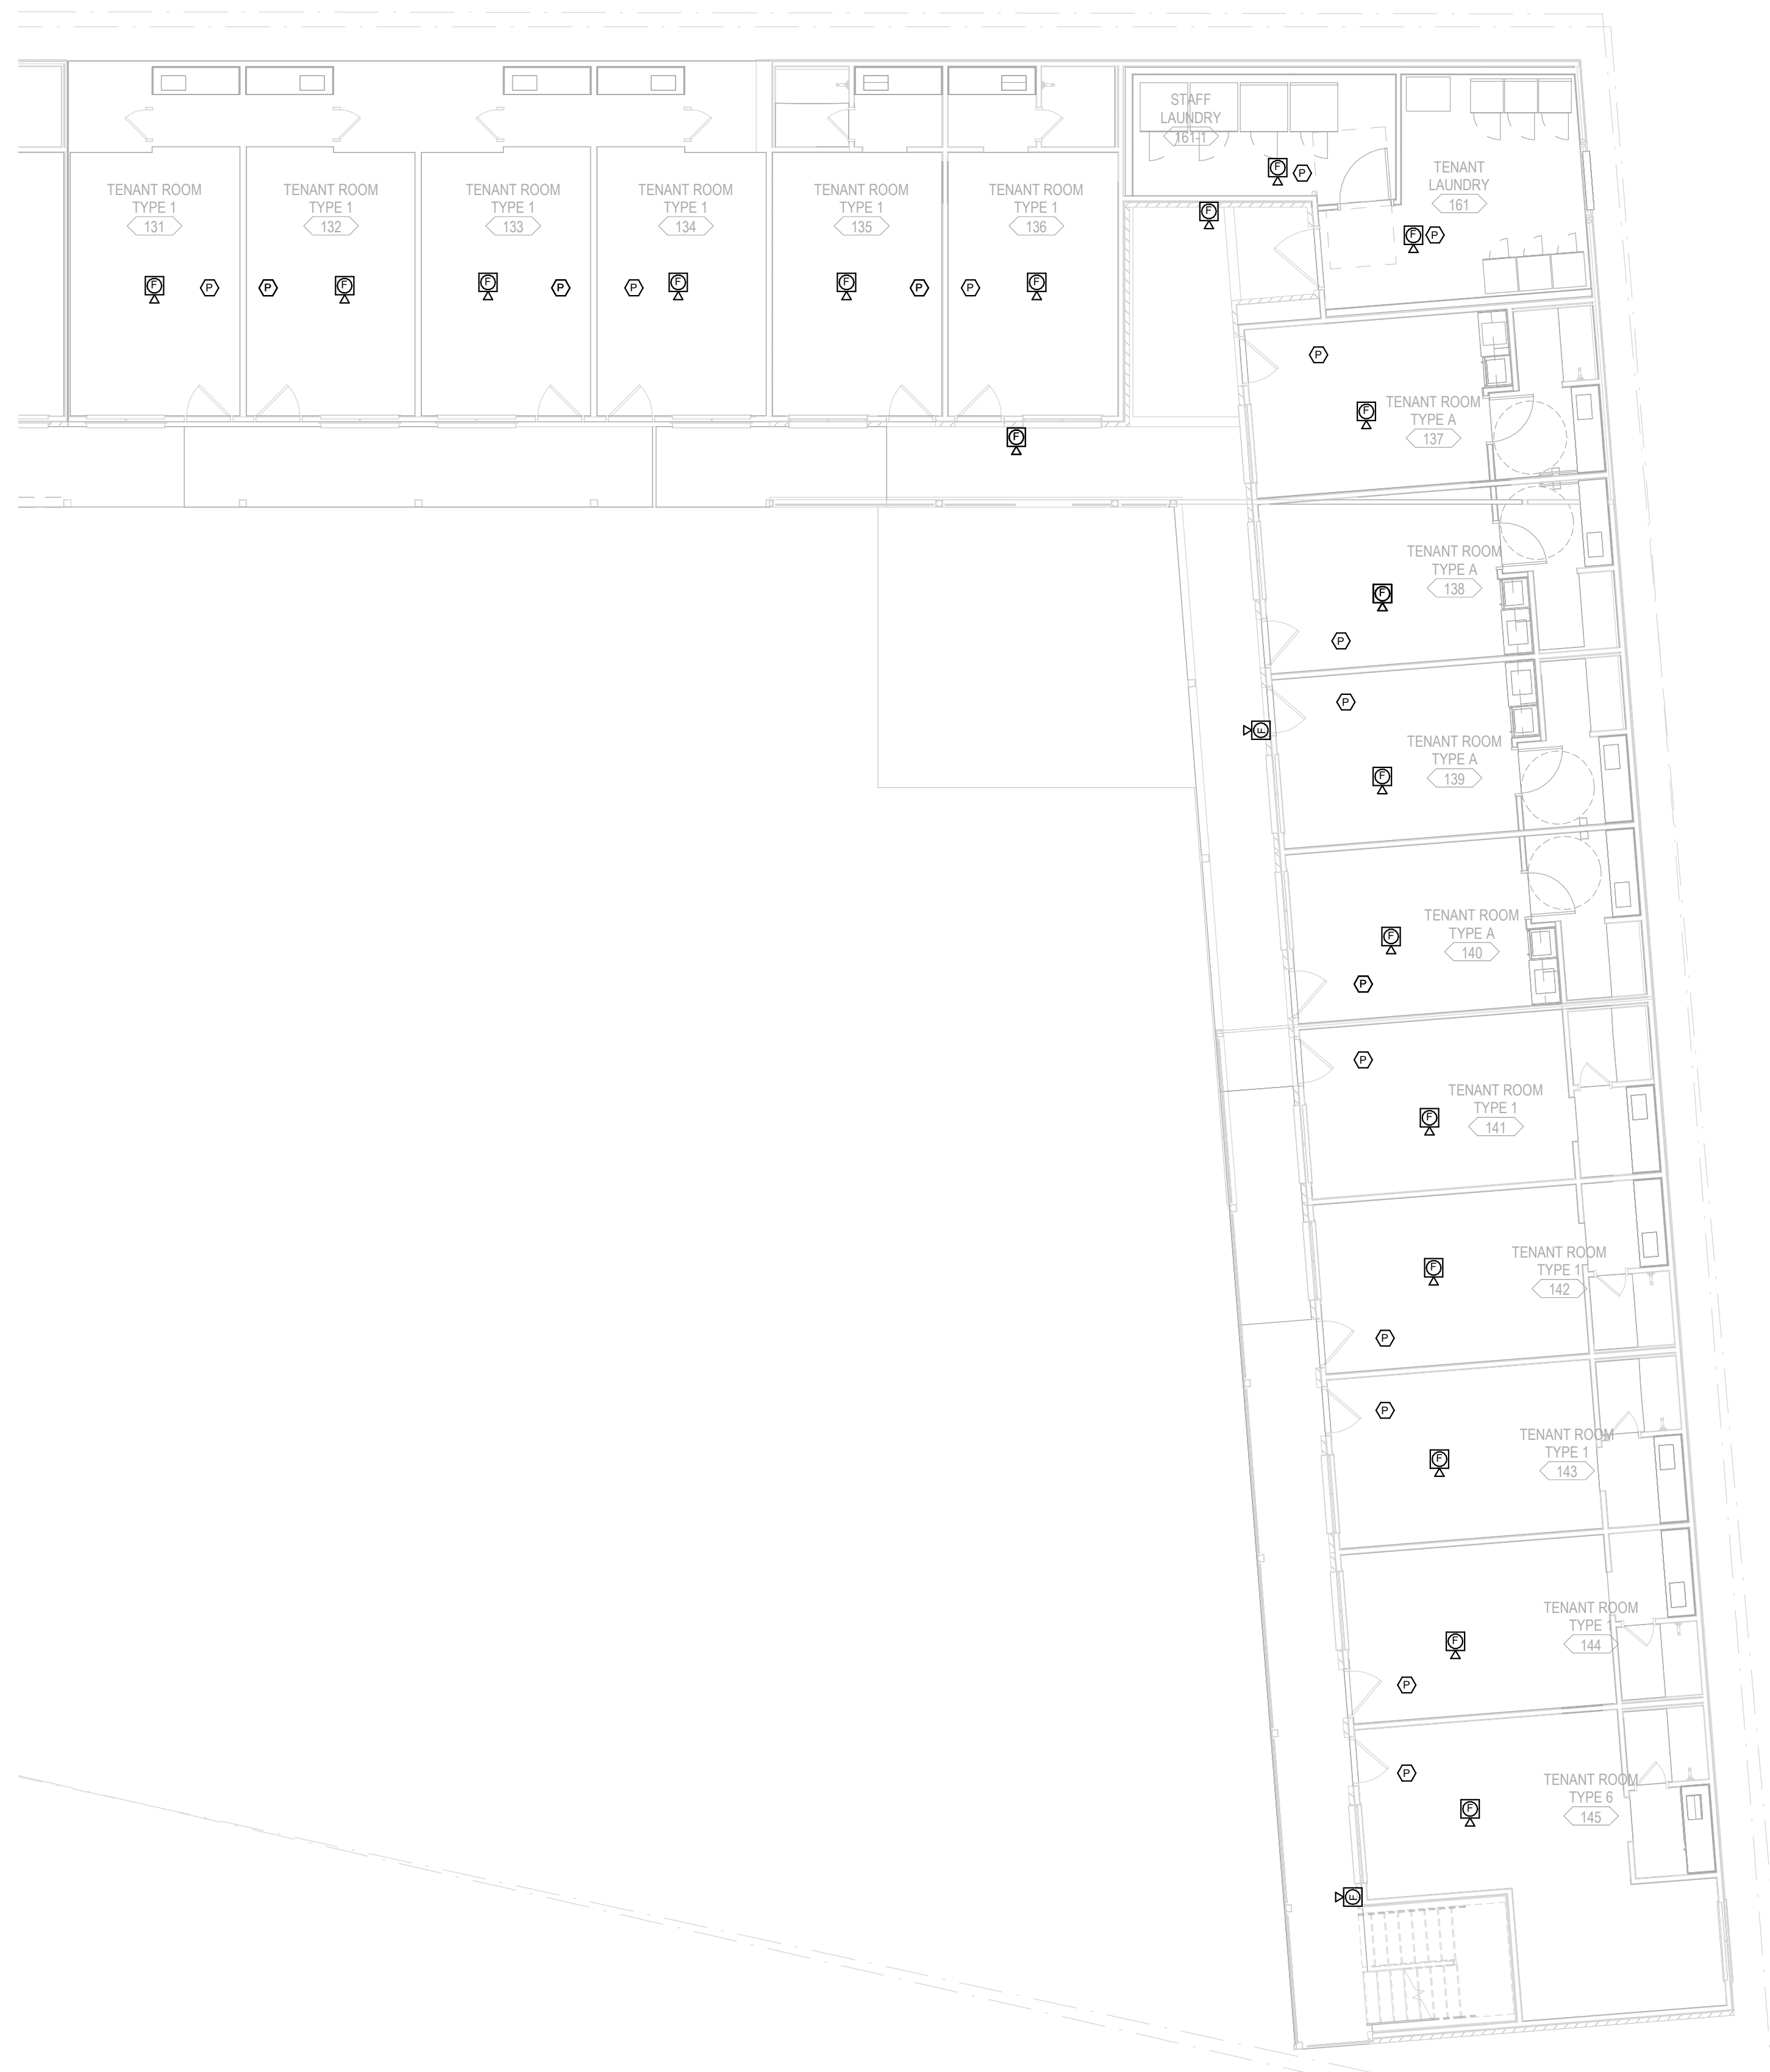 TENANT ROOM
TYPE 1
131
F
P
TENANT ROOM
TYPE 1
132
P
F
TENANT ROOM
TYPE 1
133
F
P
TENANT ROOM
TYPE 1
134
P
F
TENANT ROOM
TYPE 1
135
F
P
TENANT ROOM
TYPE 1
136
P
F
F
STAFF
LAUNDRY
161-1
F
P
F
TENANT
LAUNDRY
161
F
P
P
F
TENANT ROOM
TYPE A
137
TENANT ROOM
TYPE A
138
F
P
P
F
TENANT ROOM
TYPE A
139
F
TENANT ROOM
TYPE A
140
F
P
P
TENANT ROOM
TYPE 1
141
F
TENANT ROOM
TYPE 1
142
F
P
P
TENANT ROOM
TYPE 1
143
F
TENANT ROOM
TYPE 1
144
F
P
P
TENANT ROOM
TYPE 6
145
F
F